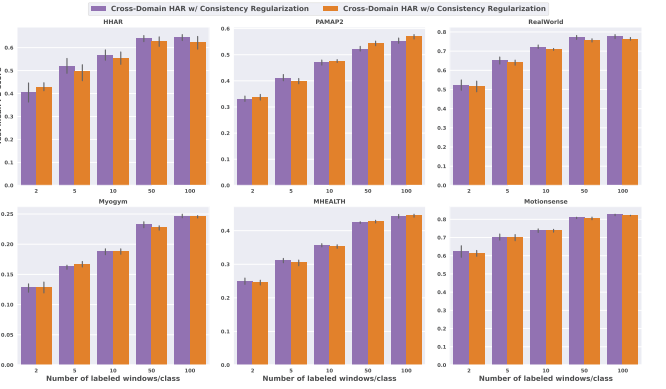 Cross-Domain HAR w/ Consistency Regularization Cross-Domain HAR w/o Consistency Regularization
HHAR PAMAP2 RealWorld
0.6 0.5 0.4 0.3 0.2 0.1 0.0
2 5 10 50 100
0.6 0.5 0.4 0.3 0.2 0.1 0.0
2 5 10 50 100
0.8 0.7 0.6 0.5 0.4 0.3 0.2 0.1 0.0
2 5 10 50 100
Myogym MHEALTH Motionsense
0.25 0.20 0.15 0.10 0.05 0.00
2 5 10 50 100
0.4 0.3 0.2 0.1 0.0
2 5 10 50 100
0.8 0.7 0.6 0.5 0.4 0.3 0.2 0.1 0.0
2 5 10 50 100
Number of labeled windows/class Number of labeled windows/class Number of labeled windows/class